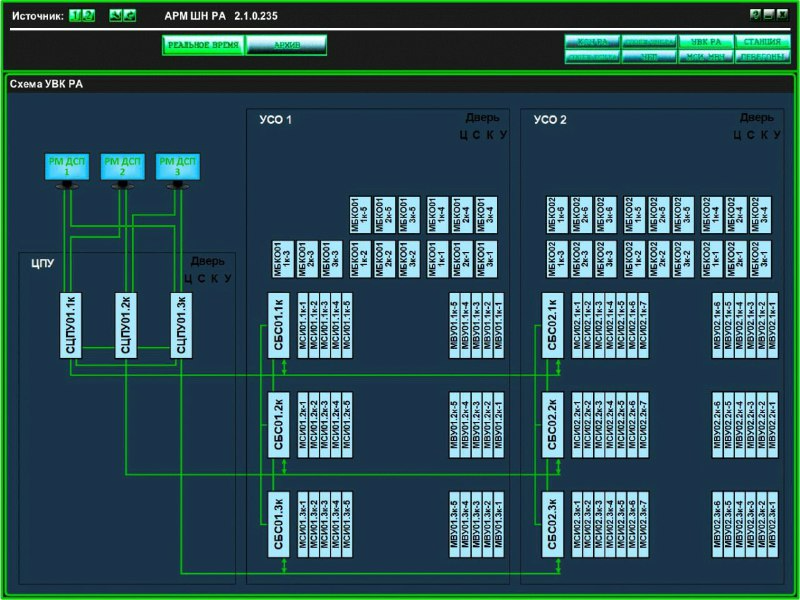 Источник: 1 2 АРМ ШН РА 2.1.0.235
РЕАЛЬНОЕ ВРЕМЯ АРХИВ
УВК РА СТАНЦИЯ
ПЕРЕГОНЫ
Схема УВК РА
УСО 1 Дверь
Ц С К У
УСО 2 Дверь
Ц С К У
РМ ДСП 1
РМ ДСП 2
РМ ДСП 3
ЦПУ Дверь
Ц С К У
СЦПУ01.1к
СЦПУ01.2к
СЦПУ01.3к
МБКО01 1к-5
МБКО01 2к-5
МБКО01 3к-5
МБКО01 1к-4
МБКО01 2к-4
МБКО01 3к-4
МБКО01 1к-3
МБКО01 2к-3
МБКО01 3к-3
МБКО01 1к-2
МБКО01 2к-2
МБКО01 3к-2
МБКО01 1к-1
МБКО01 2к-1
МБКО01 3к-1
СБС01.1к
МСИ01.1к-1
МСИ01.1к-2
МСИ01.1к-3
МСИ01.1к-4
МСИ01.1к-5
МВУ01.1к-5
МВУ01.1к-4
МВУ01.1к-3
МВУ01.1к-2
МВУ01.1к-1
СБС01.2к
МСИ01.2к-1
МСИ01.2к-2
МСИ01.2к-3
МСИ01.2к-4
МСИ01.2к-5
МВУ01.2к-5
МВУ01.2к-4
МВУ01.2к-3
МВУ01.2к-2
МВУ01.2к-1
СБС01.3к
МСИ01.3к-1
МСИ01.3к-2
МСИ01.3к-3
МСИ01.3к-4
МСИ01.3к-5
МВУ01.3к-5
МВУ01.3к-4
МВУ01.3к-3
МВУ01.3к-2
МВУ01.3к-1
МБКО02 1к-6
МБКО02 2к-6
МБКО02 3к-6
МБКО02 1к-5
МБКО02 2к-5
МБКО02 3к-5
МБКО02 1к-4
МБКО02 2к-4
МБКО02 3к-4
МБКО02 1к-3
МБКО02 2к-3
МБКО02 3к-3
МБКО02 1к-2
МБКО02 2к-2
МБКО02 3к-2
МБКО02 1к-1
МБКО02 2к-1
МБКО02 3к-1
СБС02.1к
МСИ02.1к-1
МСИ02.1к-2
МСИ02.1к-3
МСИ02.1к-4
МСИ02.1к-5
МСИ02.1к-6
МСИ02.1к-7
МВУ02.1к-6
МВУ02.1к-5
МВУ02.1к-4
МВУ02.1к-3
МВУ02.1к-2
МВУ02.1к-1
СБС02.2к
МСИ02.2к-1
МСИ02.2к-2
МСИ02.2к-3
МСИ02.2к-4
МСИ02.2к-5
МСИ02.2к-6
МСИ02.2к-7
МВУ02.2к-6
МВУ02.2к-5
МВУ02.2к-4
МВУ02.2к-3
МВУ02.2к-2
МВУ02.2к-1
СБС02.3к
МСИ02.3к-1
МСИ02.3к-2
МСИ02.3к-3
МСИ02.3к-4
МСИ02.3к-5
МСИ02.3к-6
МСИ02.3к-7
МВУ02.3к-6
МВУ02.3к-5
МВУ02.3к-4
МВУ02.3к-3
МВУ02.3к-2
МВУ02.3к-1